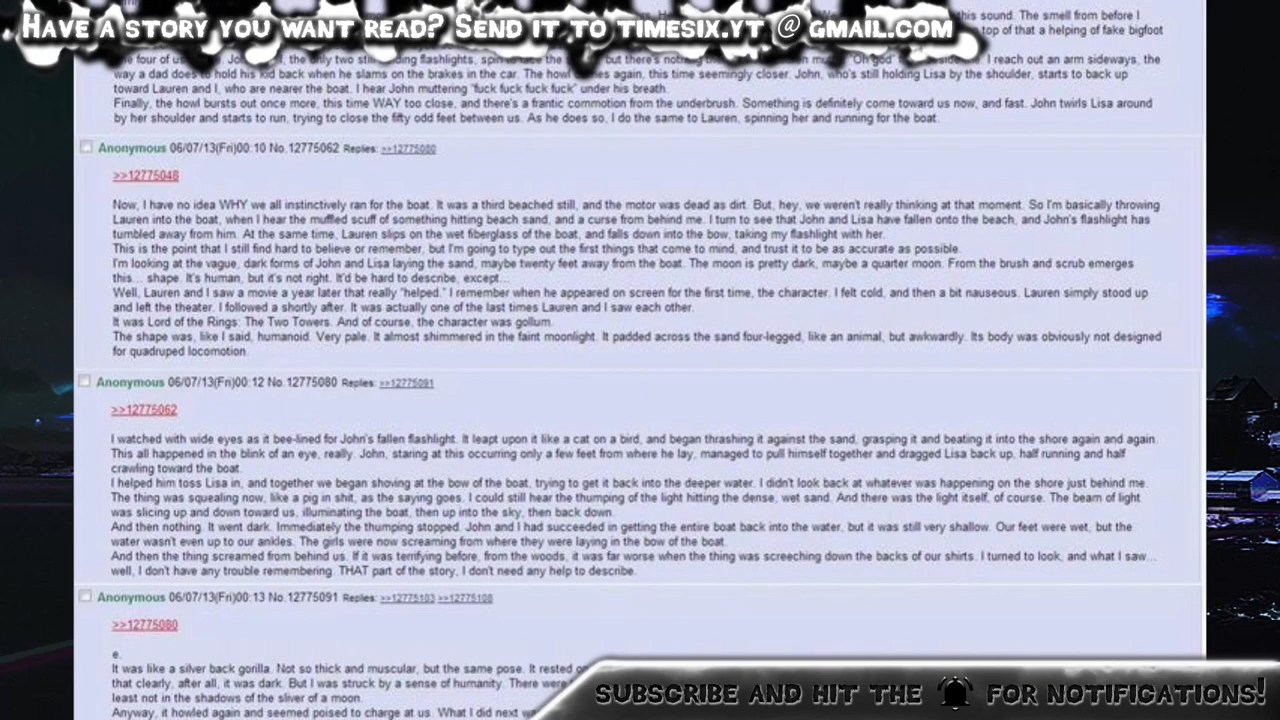 HAVE A STORY YOU WANT READ? SEND IT TO TIMESIX.YT @ GMAIL.COM
this sound. The smell from before I
top of that a helping of fake bigfoot
way a dad does to hold his kid back when he slams on the brakes in the car. The howl comes again, this time seemingly closer. John, who's still holding Lisa by the shoulder, starts to back up
toward Lauren and I, who are nearer the boat. I hear John muttering "fuck fuck fuck fuck" under his breath.
Finally, the howl bursts out once more, this time WAY too close, and there's a frantic commotion from the underbrush. Something is definitely come toward us now, and fast. John twirls Lisa around
by her shoulder and starts to run, trying to close the fifty odd feet between us. As he does so, I do the same to Lauren, spinning her and running for the boat.
Anonymous 06/07/13(Fri)00:10 No.12775062 Replies: >>12775080
>>12775048
Now, I have no idea WHY we all instinctively ran for the boat. It was a third beached still, and the motor was dead as dirt. But, hey, we weren't really thinking at that moment. So I'm basically throwing
Lauren into the boat, when I hear the muffled scuff of something hitting beach sand, and a curse from behind me. I turn to see that John and Lisa have fallen onto the beach, and John's flashlight has
tumbled away from him. At the same time, Lauren slips on the wet fiberglass of the boat, and falls down into the bow, taking my flashlight with her.
This is the point that I still find hard to believe or remember, but I'm going to type out the first things that come to mind, and trust it to be as accurate as possible.
I'm looking at the vague, dark forms of John and Lisa laying the sand, maybe twenty feet away from the boat. The moon is pretty dark, maybe a quarter moon. From the brush and scrub emerges
this... shape. It's human, but it's not right. It'd be hard to describe, except...
Well, Lauren and I saw a movie a year later that really "helped." I remember when he appeared on screen for the first time, the character. I felt cold, and then a bit nauseous. Lauren simply stood up
and left the theater. I followed a shortly after. It was actually one of the last times Lauren and I saw each other.
It was Lord of the Rings: The Two Towers. And of course, the character was gollum.
The shape was, like I said, humanoid. Very pale. It almost shimmered in the faint moonlight. It padded across the sand four-legged, like an animal, but awkwardly. Its body was obviously not designed
for quadruped locomotion.
Anonymous 06/07/13(Fri)00:12 No.12775080 Replies: >>12775091
>>12775062
I watched with wide eyes as it bee-lined for John's fallen flashlight. It leapt upon it like a cat on a bird, and began thrashing it against the sand, grasping it and beating it into the shore again and again.
This all happened in the blink of an eye, really. John, staring at this occurring only a few feet from where he lay, managed to pull himself together and dragged Lisa back up, half running and half
crawling toward the boat.
I helped him toss Lisa in, and together we began shoving at the bow of the boat, trying to get it back into the deeper water. I didn't look back at whatever was happening on the shore just behind me.
The thing was squealing now, like a pig in shit, as the saying goes. I could still hear the thumping of the light hitting the dense, wet sand. And there was the light itself, of course. The beam of light
was slicing up and down toward us, illuminating the boat, then up into the sky, then back down.
And then nothing. It went dark. Immediately the thumping stopped. John and I had succeeded in getting the entire boat back into the water, but it was still very shallow. Our feet were wet, but the
water wasn't even up to our ankles. The girls were now screaming from where they were laying in the bow of the boat.
And then the thing screamed from behind us. If it was terrifying before, from the woods, it was far worse when the thing was screeching down the backs of our shirts. I turned to look, and what I saw...
well, I don't have any trouble remembering. THAT part of the story, I don't need any help to describe.
Anonymous 06/07/13(Fri)00:13 No.12775091 Replies: >>12775103 >>12775108
>>12775080
e.
It was like a silver back gorilla. Not so thick and muscular, but the same pose. It rested
that clearly, after all, it was dark. But I was struck by a sense of humanity. There were
least not in the shadows of the sliver of a moon.
Anyway, it howled again and seemed poised to charge at us. What I did next
SUBSCRIBE AND HIT THE FOR NOTIFICATIONS!